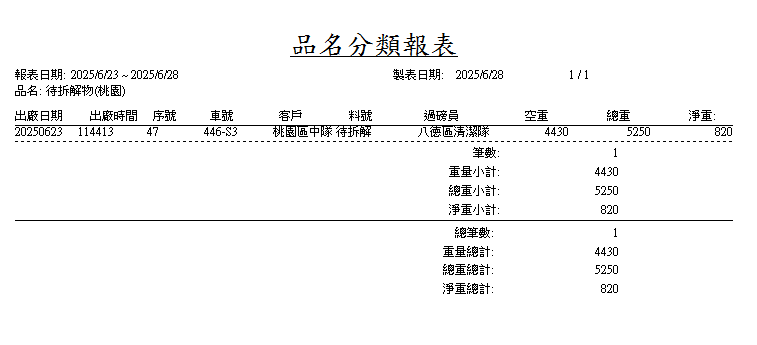 品名分類報表
報表日期: 2025/6/23 ~ 2025/6/28 製表日期: 2025/6/28 1 / 1
品名: 待拆解物(桃園)
出廠日期 出廠時間 序號 車號 客戶 料號 過磅員 空重 總重 淨重:
20250623 114413 47 446-S3 桃園區中隊 待拆解 八德區清潔隊 4430 5250 820
筆數: 1
重量小計: 4430
總重小計: 5250
淨重小計: 820
總筆數: 1
重量總計: 4430
總重總計: 5250
淨重總計: 820